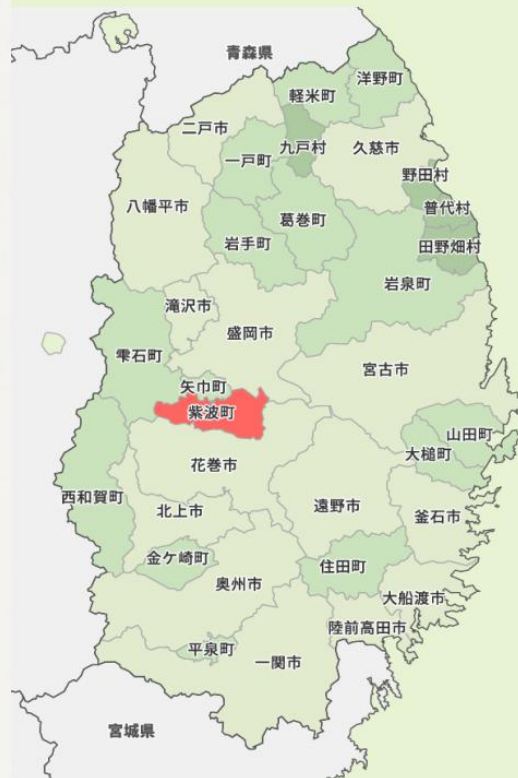 青森県
洋野町
軽米町
二戸市
九戸村
久慈市
一戸町
野田村
八幡平市
葛巻町
普代村
岩手町
田野畑村
岩泉町
滝沢市
盛岡市
雫石町
宮古市
矢巾町
紫波町
山田町
大槌町
花巻市
西和賀町
遠野市
北上市
釜石市
金ケ崎町
住田町
奥州市
大船渡市
陸前高田市
平泉町
一関市
宮城県